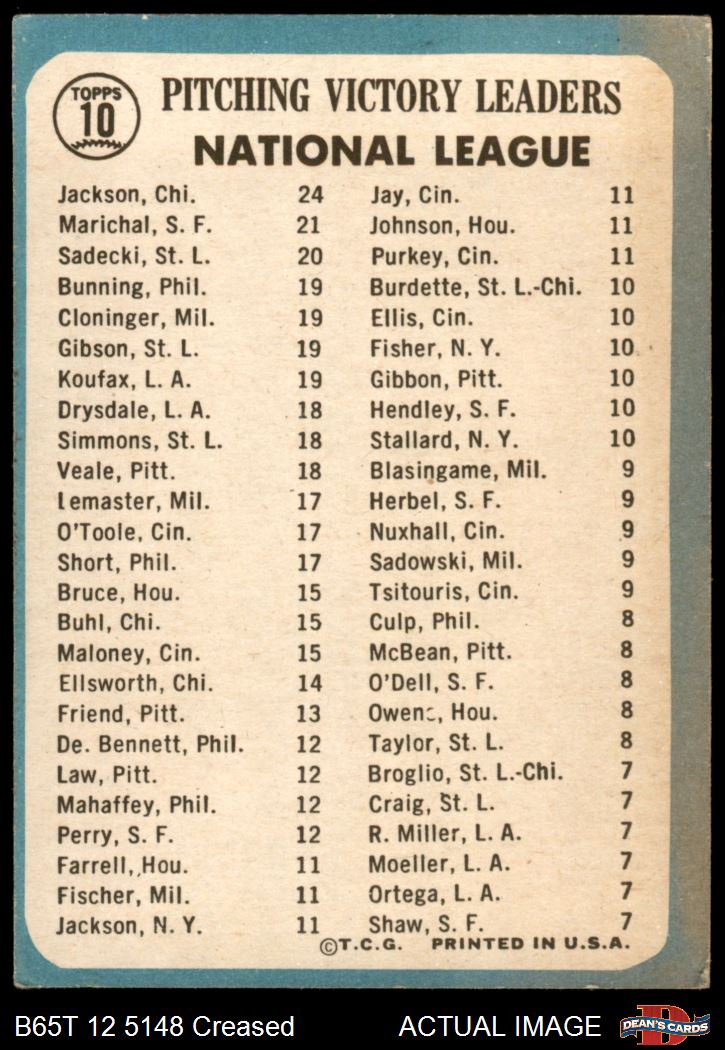 TOPPS
10
PITCHING VICTORY LEADERS
NATIONAL LEAGUE
Jackson, Chi. 24
Marichal, S. F. 21
Sadecki, St. L. 20
Bunning, Phil. 19
Cloninger, Mil. 19
Gibson, St. L. 19
Koufax, L. A. 19
Drysdale, L. A. 18
Simmons, St. L. 18
Veale, Pitt. 18
Lemaster, Mil. 17
O'Toole, Cin. 17
Short, Phil. 17
Bruce, Hou. 15
Buhl, Chi. 15
Maloney, Cin. 15
Ellsworth, Chi. 14
Friend, Pitt. 13
De. Bennett, Phil. 12
Law, Pitt. 12
Mahaffey, Phil. 12
Perry, S. F. 12
Farrell, Hou. 11
Fischer, Mil. 11
Jackson, N. Y. 11
Jay, Cin. 11
Johnson, Hou. 11
Purkey, Cin. 11
Burdette, St. L.-Chi. 10
Ellis, Cin. 10
Fisher, N. Y. 10
Gibbon, Pitt. 10
Hendley, S. F. 10
Stallard, N. Y. 10
Blasingame, Mil. 9
Herbel, S. F. 9
Nuxhall, Cin. 9
Sadowski, Mil. 9
Tsitouris, Cin. 9
Culp, Phil. 8
McBean, Pitt. 8
O'Dell, S. F. 8
Owens, Hou. 8
Taylor, St. L. 8
Broglio, St. L.-Chi. 7
Craig, St. L. 7
R. Miller, L. A. 7
Moeller, L. A. 7
Ortega, L. A. 7
Shaw, S. F. 7
©T.C.G. PRINTED IN U.S.A.
B65T 12 5148 Creased ACTUAL IMAGE
D
DEAN'S CARDS